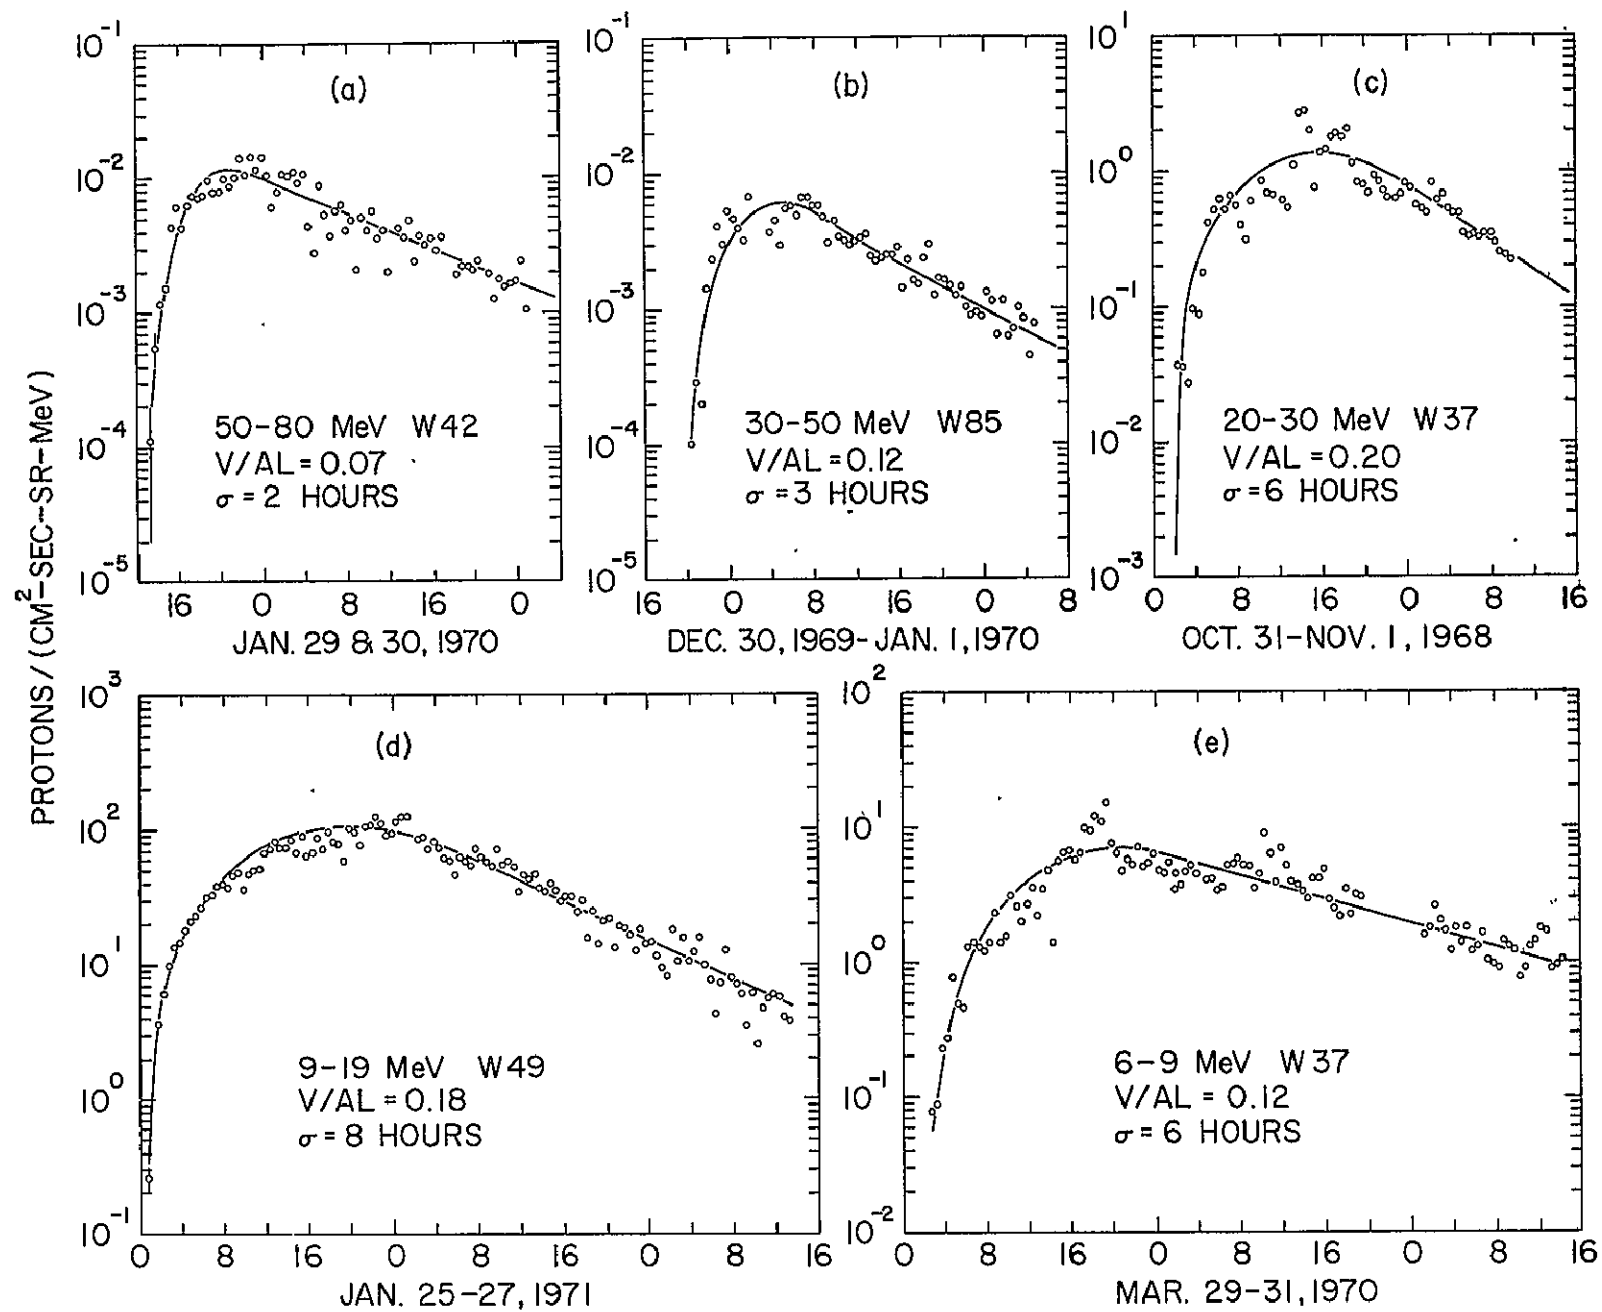 PROTONS / (CM²-SEC-SR-MeV)
(a)
10⁻¹
10⁻²
10⁻³
10⁻⁴
10⁻⁵
50-80 MeV W42
V/AL = 0.07
σ = 2 HOURS
16 0 8 16 0
JAN. 29 & 30, 1970
(b)
10⁻¹
10⁻²
10⁻³
10⁻⁴
10⁻⁵
30-50 MeV W85
V/AL = 0.12
σ = 3 HOURS
16 0 8 16 0 8
DEC. 30, 1969-JAN. 1, 1970
(c)
10¹
10⁰
10⁻¹
10⁻²
10⁻³
20-30 MeV W37
V/AL = 0.20
σ = 6 HOURS
0 8 16 0 8 16
OCT. 31-NOV. 1, 1968
(d)
10³
10²
10¹
10⁰
10⁻¹
9-19 MeV W49
V/AL = 0.18
σ = 8 HOURS
0 8 16 0 8 16 0 8 16
JAN. 25-27, 1971
(e)
10²
10¹
10⁰
10⁻¹
10⁻²
6-9 MeV W37
V/AL = 0.12
σ = 6 HOURS
0 8 16 0 8 16 0 8 16
MAR. 29-31, 1970